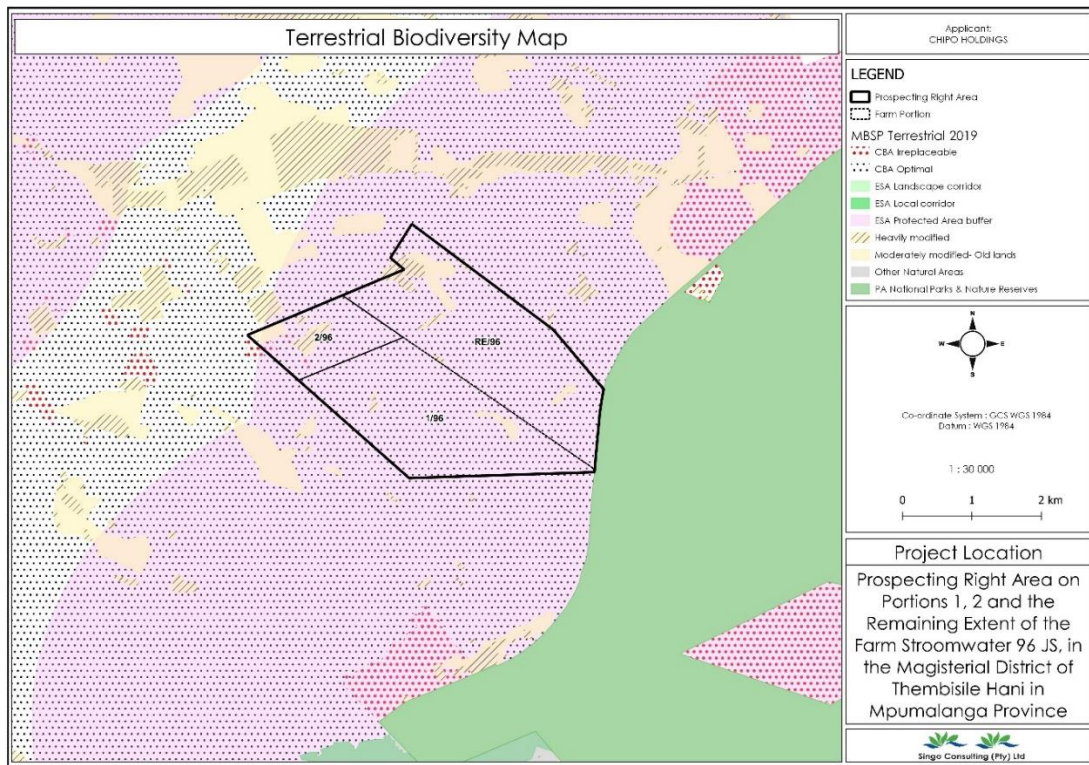 Terrestrial Biodiversity Map
2/96
RE/96
1/96
Applicant:
CHIPO HOLDINGS
LEGEND
Prospecting Right Area
Farm Portion
MBSP Terrestrial 2019
CBA Irreplaceable
CBA Optimal
ESA Landscape corridor
ESA Local corridor
ESA Protected Area buffer
Heavily modified
Moderately modified- Old lands
Other Natural Areas
PA National Parks & Nature Reserves
N
W
E
S
Co-ordinate System : GCS WGS 1984
Datum : WGS 1984
1 : 30 000
0 1 2 km
Project Location
Prospecting Right Area on
Portions 1, 2 and the
Remaining Extent of the
Farm Stroomwater 96 JS, in
the Magisterial District of
Thembisile Hani in
Mpumalanga Province
Singo Consulting (Pty) Ltd